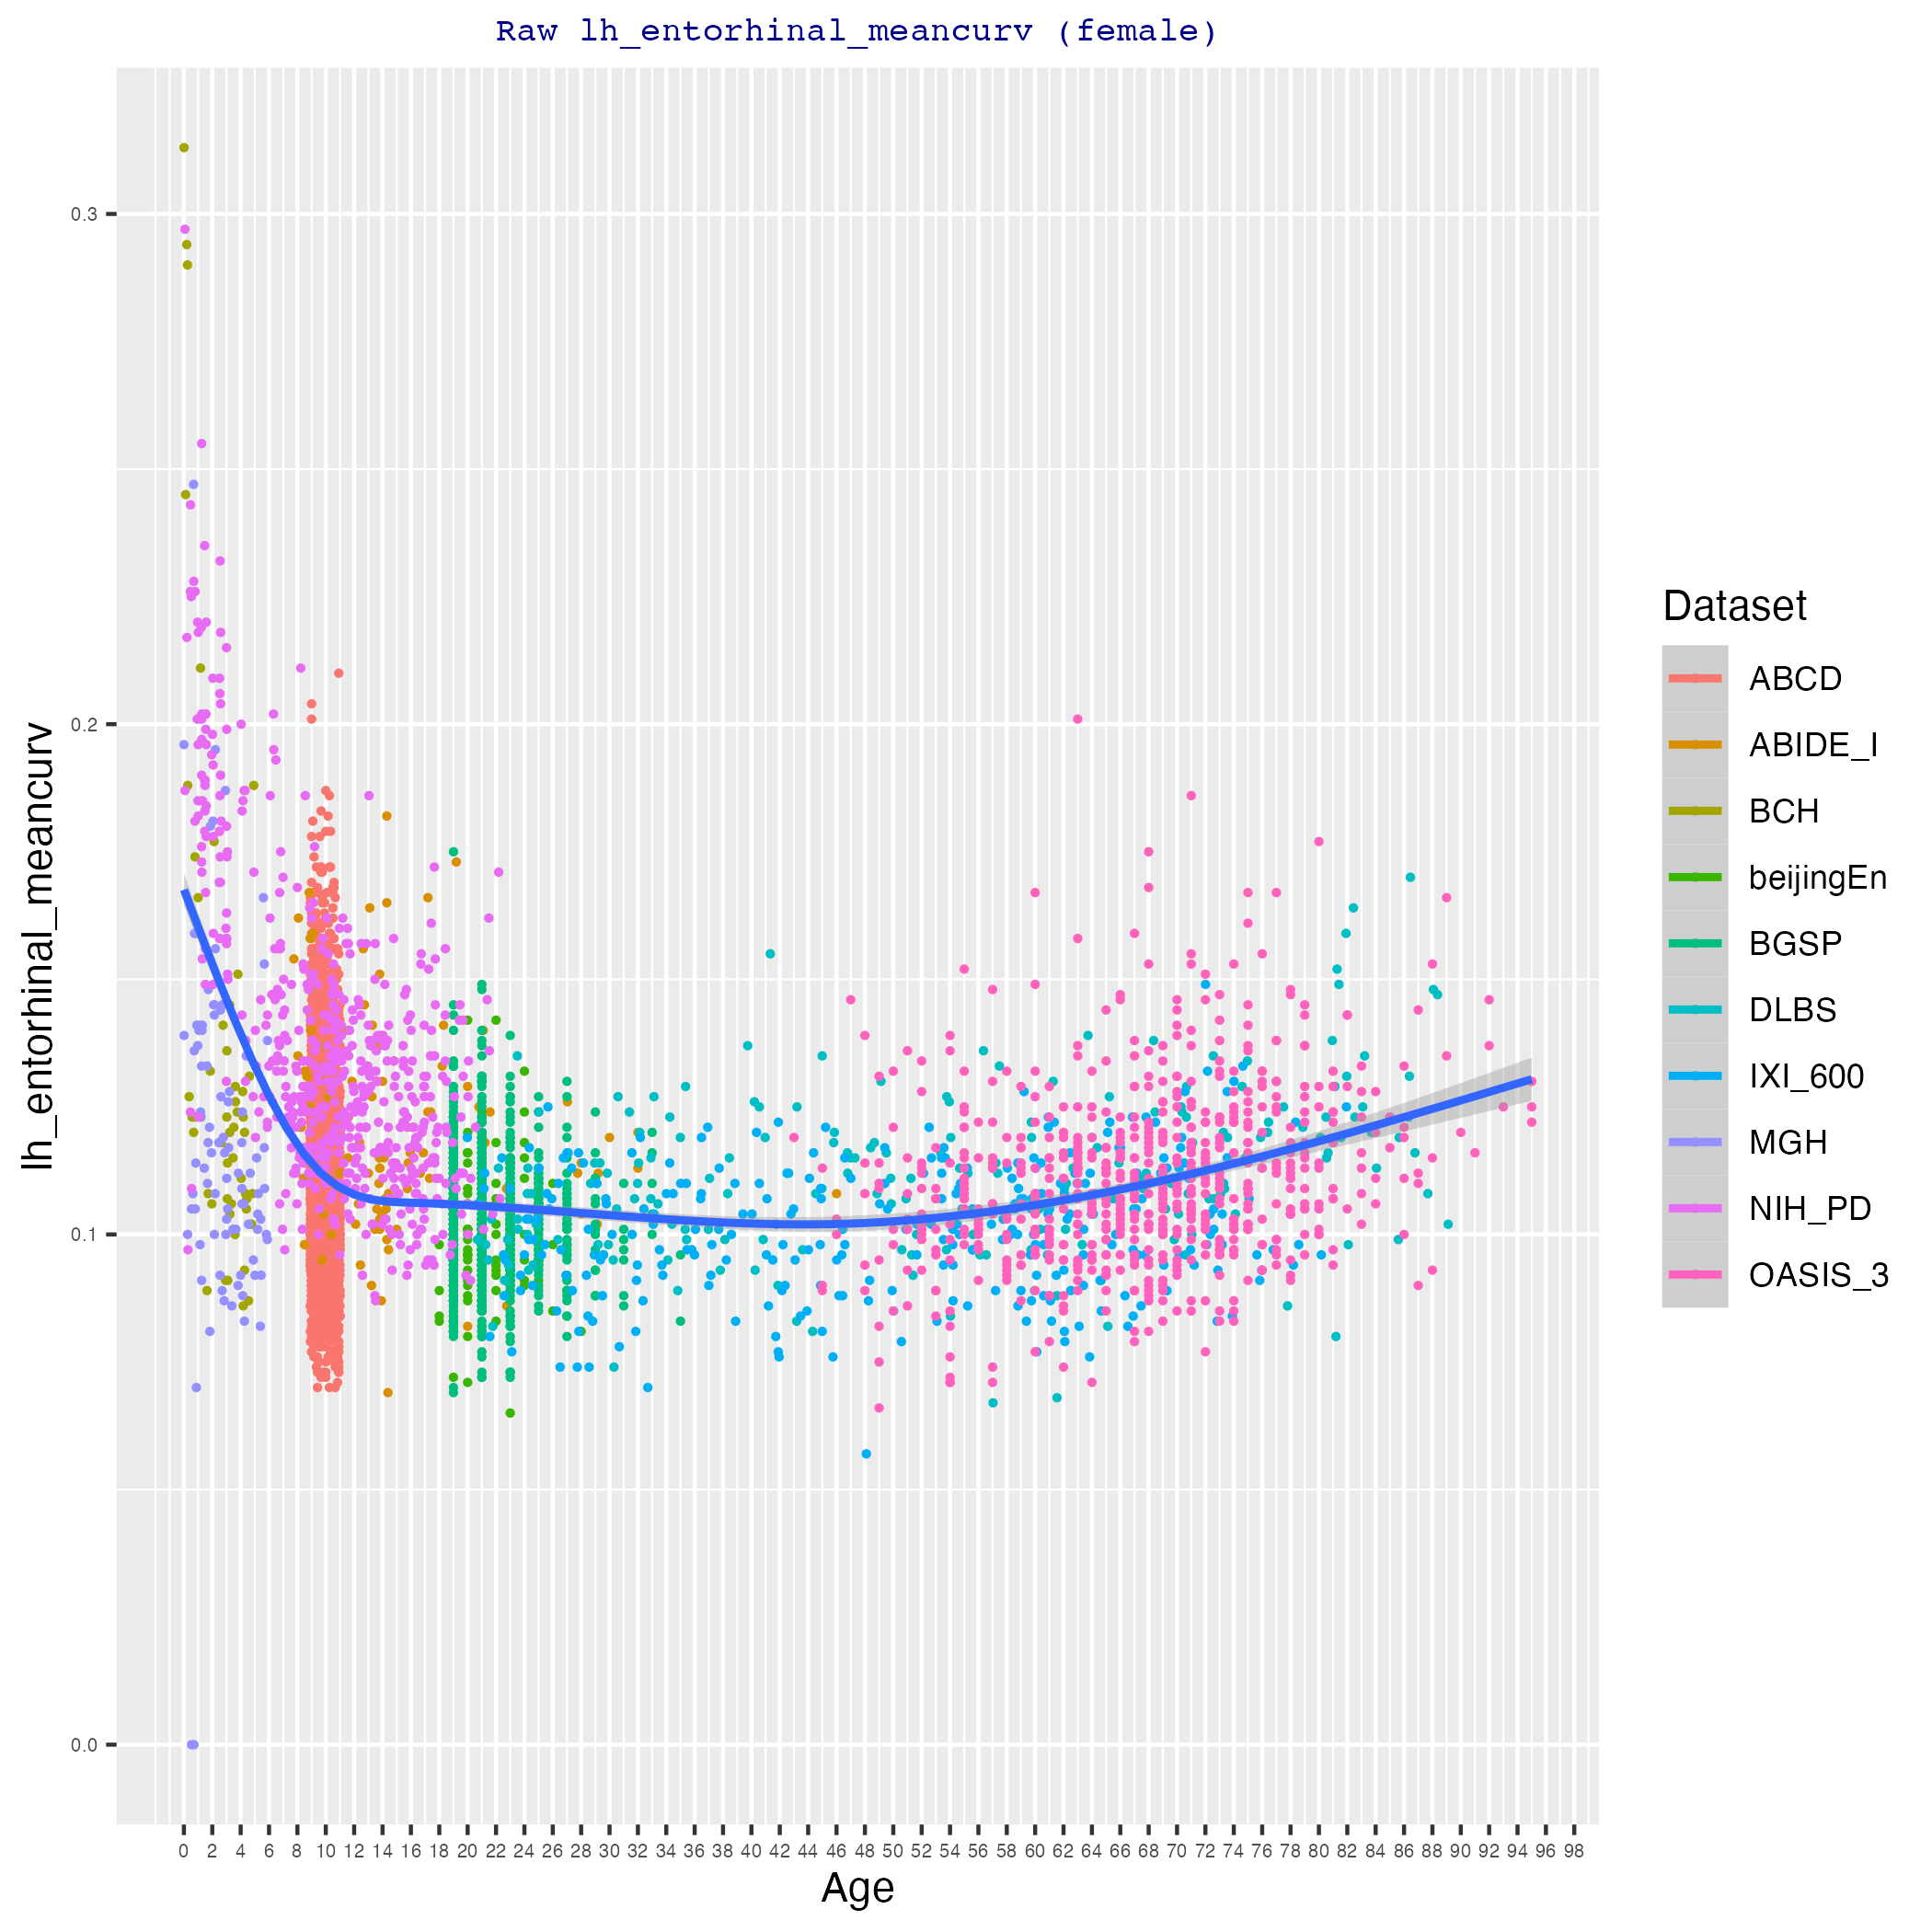 Raw lh_entorhinal_meancurv (female)
lh_entorhinal_meancurv
0.3
0.2
0.1
0.0
0 2 4 6 8 10 12 14 16 18 20 22 24 26 28 30 32 34 36 38 40 42 44 46 48 50 52 54 56 58 60 62 64 66 68 70 72 74 76 78 80 82 84 86 88 90 92 94 96 98
Age
Dataset
ABCD
ABIDE_I
BCH
beijingEn
BGSP
DLBS
IXI_600
MGH
NIH_PD
OASIS_3